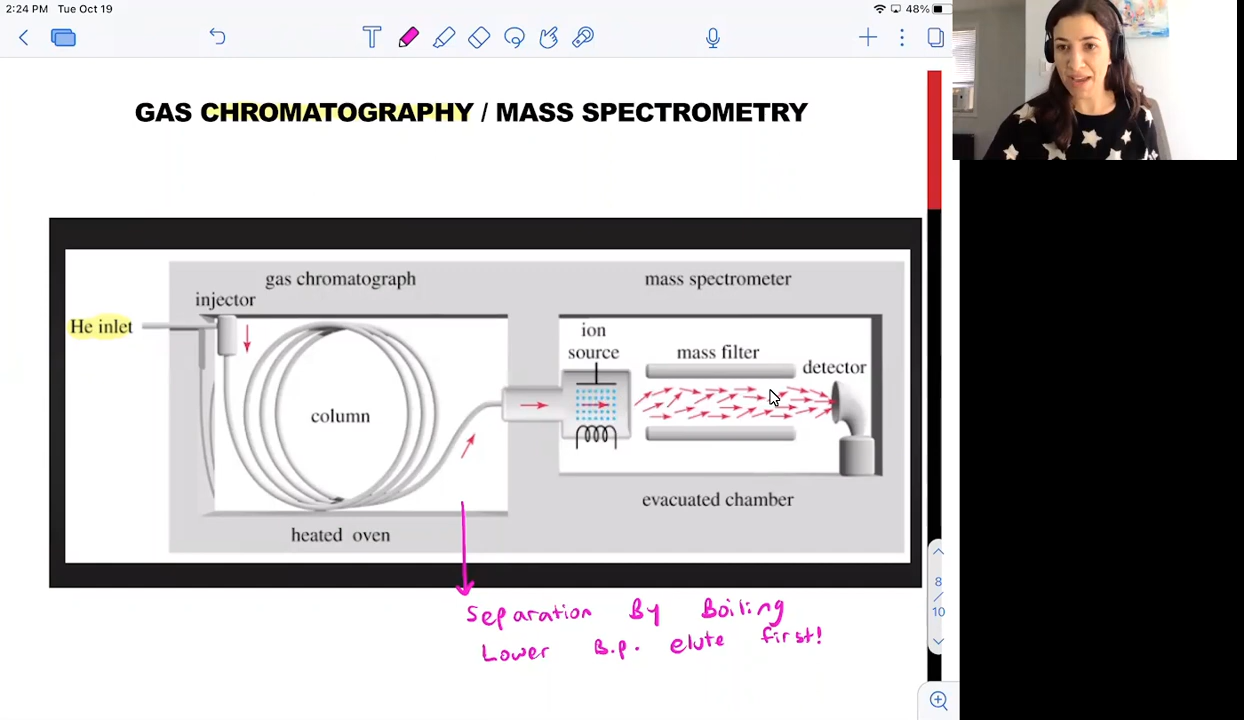 2:24 PM Tue Oct 19
48%
T
GAS CHROMATOGRAPHY / MASS SPECTROMETRY
gas chromatograph
mass spectrometer
injector
He inlet
ion
source
mass filter
detector
column
evacuated chamber
heated oven
Separation By Boiling
Lower B.p. elute first!
8
/
10